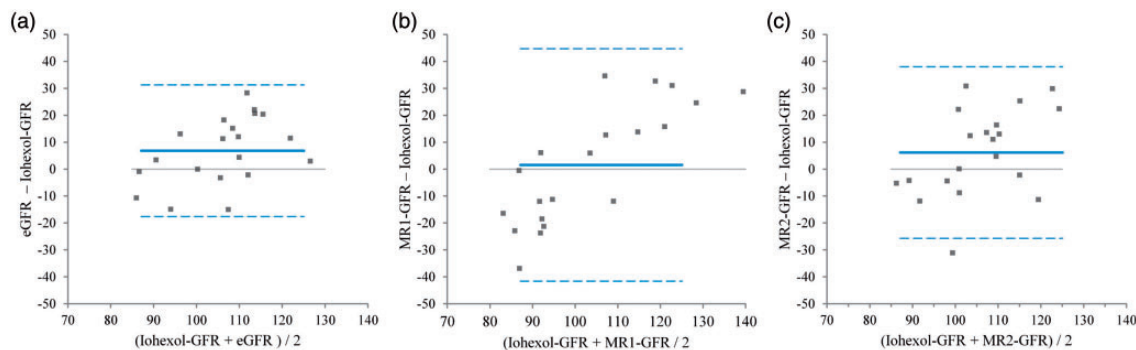 (a)
eGFR – Iohexol-GFR
50
40
30
20
10
0
-10
-20
-30
-40
-50
70 80 90 100 110 120 130 140
(Iohexol-GFR + eGFR ) / 2
(b)
MR1-GFR – Iohexol-GFR
50
40
30
20
10
0
-10
-20
-30
-40
-50
70 80 90 100 110 120 130 140
(Iohexol-GFR + MR1-GFR / 2
(c)
MR2-GFR – Iohexol-GFR
50
40
30
20
10
0
-10
-20
-30
-40
-50
70 80 90 100 110 120 130 140
(Iohexol-GFR + MR2-GFR) / 2